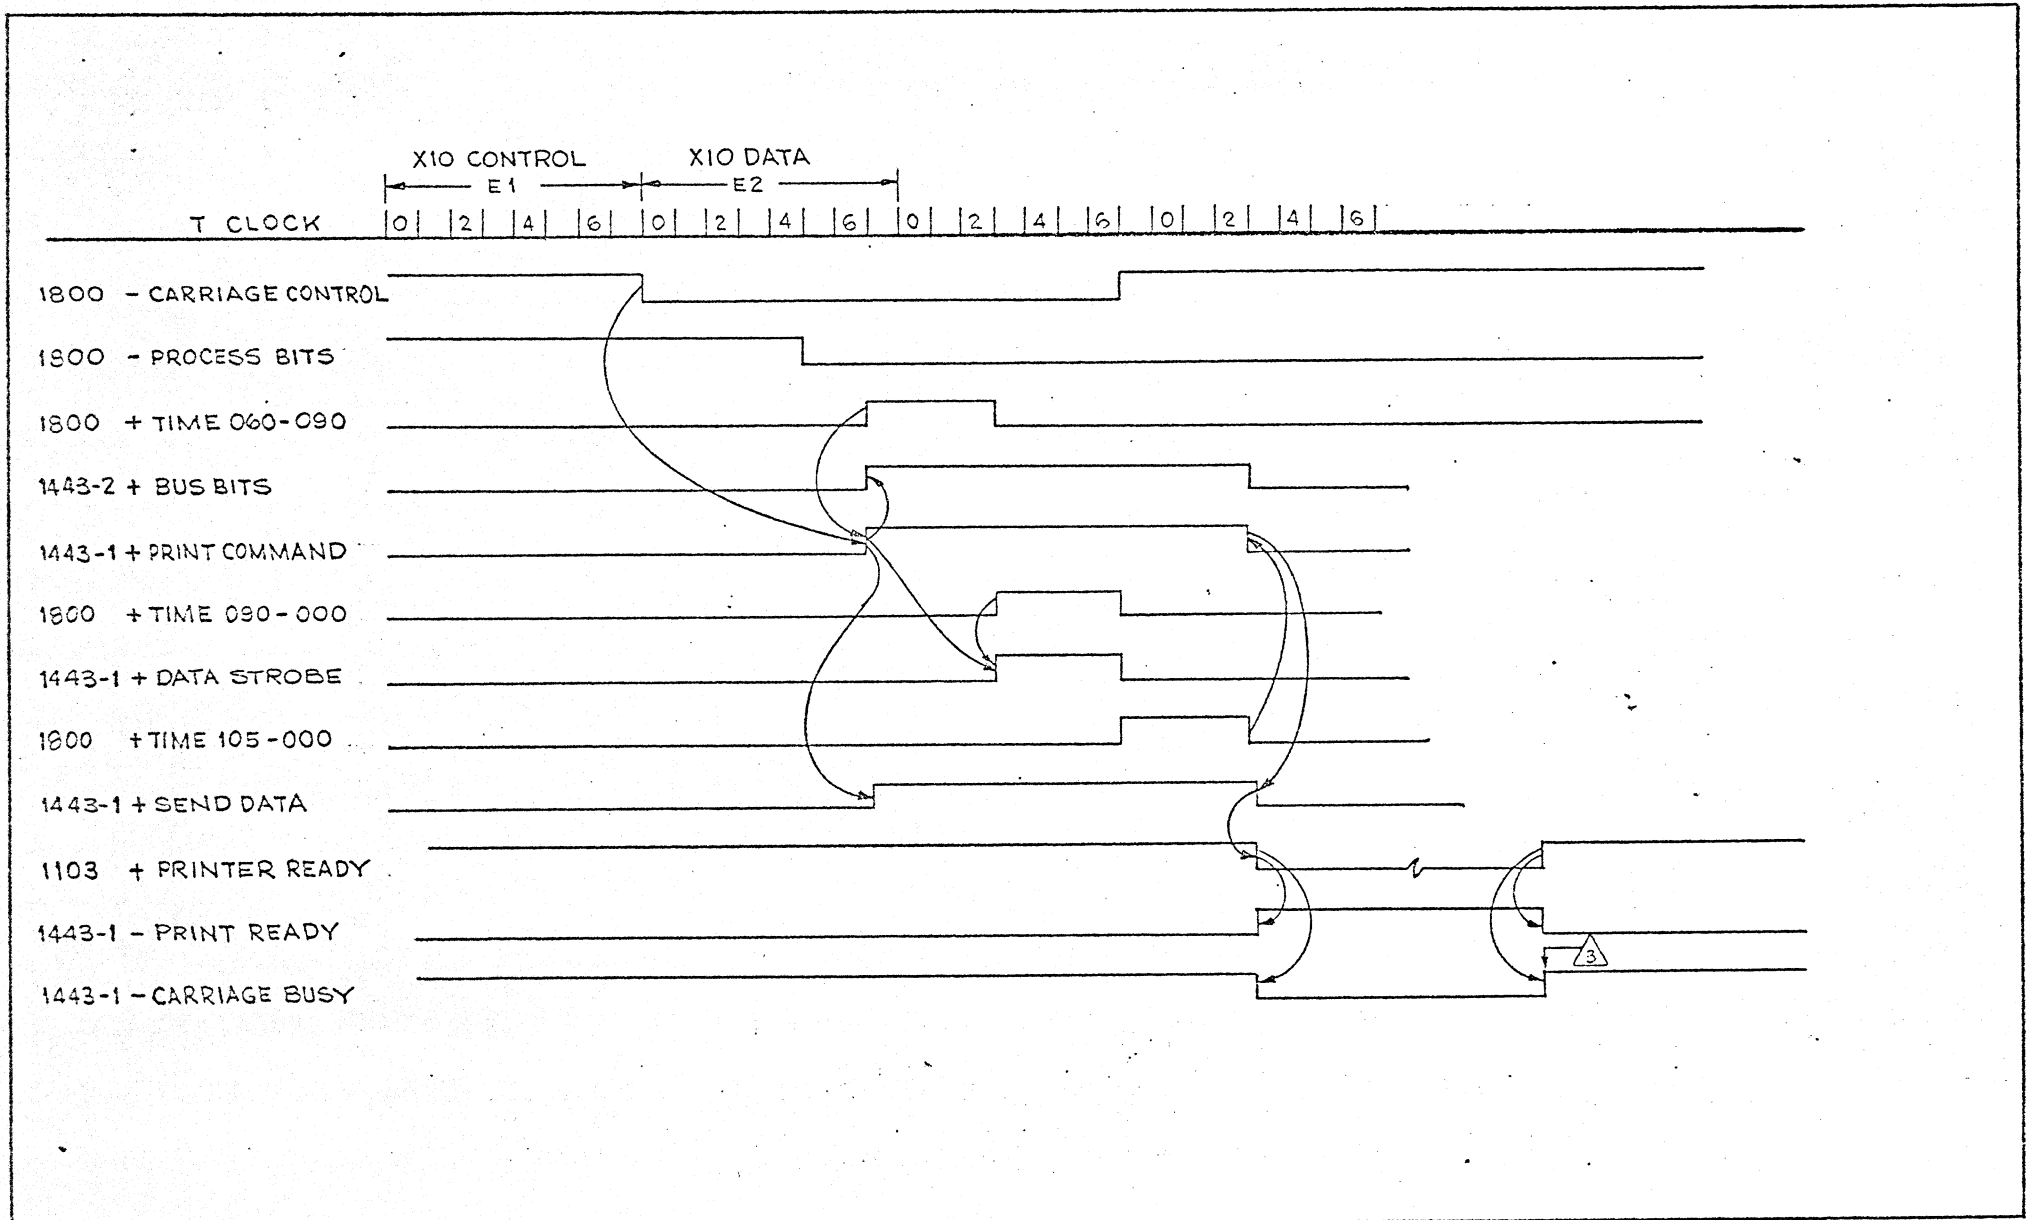 X10 CONTROL X10 DATA
E1 E2
T CLOCK 0 2 4 6 0 2 4 6 0 2 4 6 0 2 4 6
1800 - CARRIAGE CONTROL
1800 - PROCESS BITS
1800 + TIME 060-090
1443-2 + BUS BITS
1443-1 + PRINT COMMAND
1800 + TIME 090-000
1443-1 + DATA STROBE
1800 + TIME 105-000
1443-1 + SEND DATA
1103 + PRINTER READY
1443-1 - PRINT READY
3
1443-1 - CARRIAGE BUSY